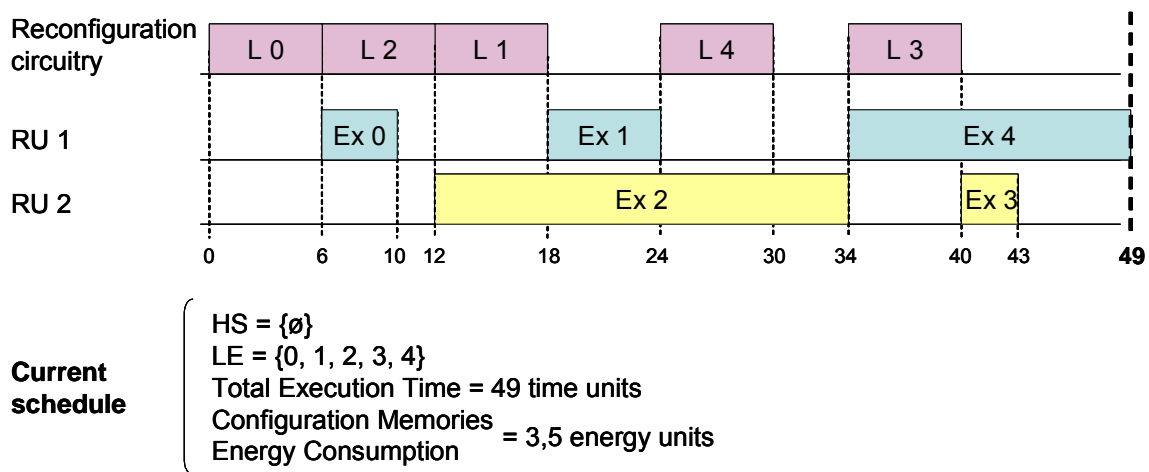 Reconfiguration
circuitry
L 0
L 2
L 1
L 4
L 3
RU 1
Ex 0
Ex 1
Ex 4
RU 2
Ex 2
Ex 3
0
6
10
12
18
24
30
34
40
43
49
Current
schedule
HS = {ø}
LE = {0, 1, 2, 3, 4}
Total Execution Time = 49 time units
Configuration Memories
Energy Consumption
= 3,5 energy units